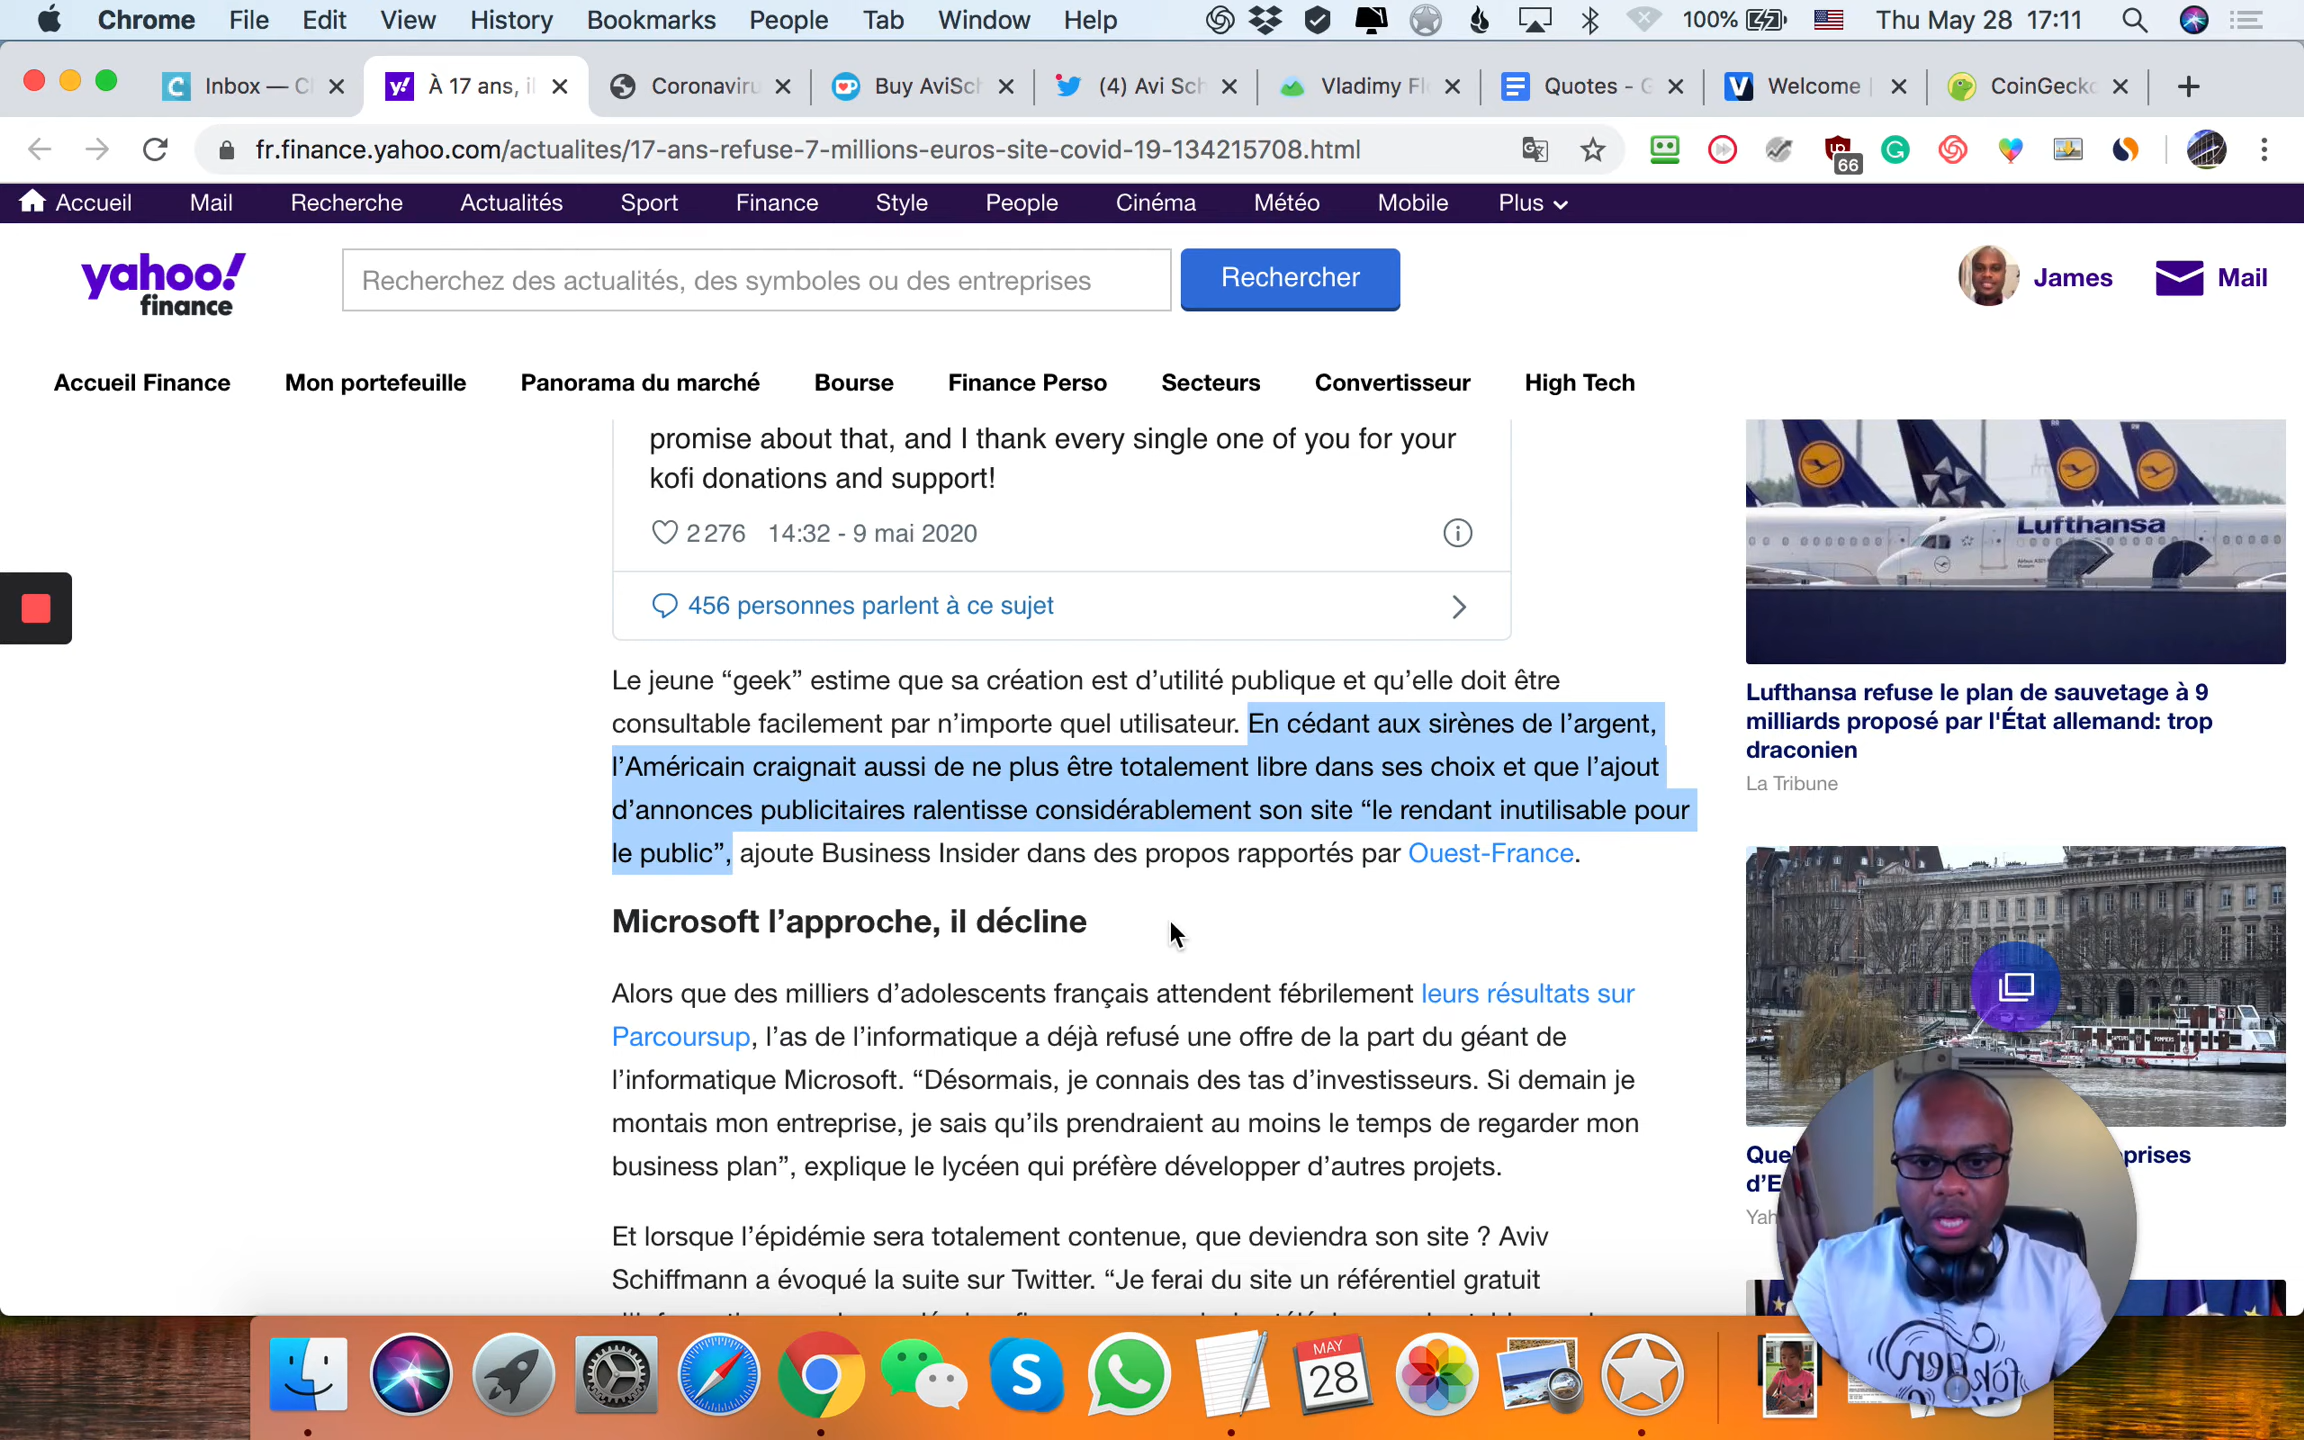 Chrome File Edit View History Bookmarks People Tab Window Help 100% Thu May 28 17:11
Inbox — C À 17 ans, il Coronaviru Buy AviSch (4) Avi Sch Vladimy Fl Quotes - G Welcome CoinGecko
fr.finance.yahoo.com/actualites/17-ans-refuse-7-millions-euros-site-covid-19-134215708.html
66
Accueil Mail Recherche Actualités Sport Finance Style People Cinéma Météo Mobile Plus
yahoo!
finance
Recherchez des actualités, des symboles ou des entreprises
Rechercher
James
Mail
Accueil Finance Mon portefeuille Panorama du marché Bourse Finance Perso Secteurs Convertisseur High Tech
promise about that, and I thank every single one of you for your
kofi donations and support!
2 276 14:32 - 9 mai 2020
456 personnes parlent à ce sujet
Le jeune “geek” estime que sa création est d’utilité publique et qu’elle doit être
consultable facilement par n’importe quel utilisateur. En cédant aux sirènes de l’argent,
l’Américain craignait aussi de ne plus être totalement libre dans ses choix et que l’ajout
d’annonces publicitaires ralentisse considérablement son site “le rendant inutilisable pour
le public”, ajoute Business Insider dans des propos rapportés par Ouest-France.
Microsoft l’approche, il décline
Alors que des milliers d’adolescents français attendent fébrilement leurs résultats sur
Parcoursup, l’as de l’informatique a déjà refusé une offre de la part du géant de
l’informatique Microsoft. “Désormais, je connais des tas d’investisseurs. Si demain je
montais mon entreprise, je sais qu’ils prendraient au moins le temps de regarder mon
business plan”, explique le lycéen qui préfère développer d’autres projets.
Et lorsque l’épidémie sera totalement contenue, que deviendra son site ? Aviv
Schiffmann a évoqué la suite sur Twitter. “Je ferai du site un référentiel gratuit
Lufthansa
Lufthansa refuse le plan de sauvetage à 9
milliards proposé par l'État allemand: trop
draconien
La Tribune
Que prises
d’E
Yah
MAY
28